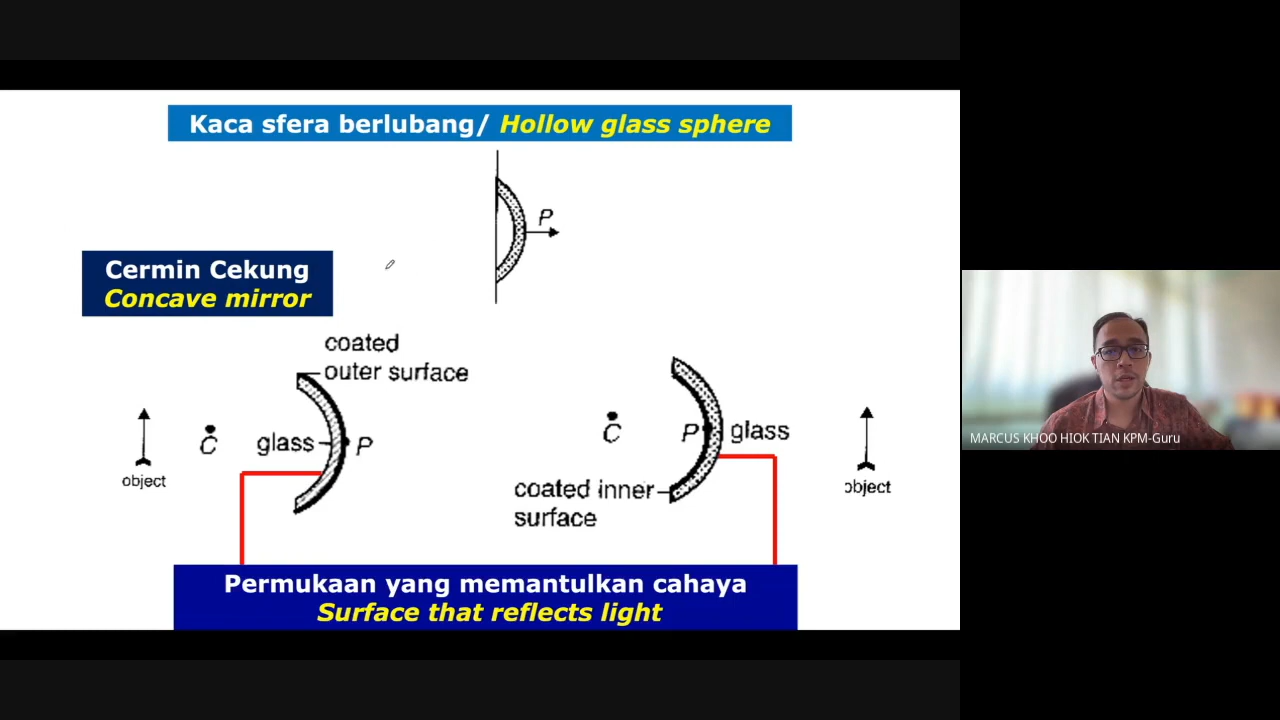 Kaca sfera berlubang/ Hollow glass sphere
P
Cermin Cekung
Concave mirror
coated
outer surface
C
glass
P
object
C
P
glass
coated inner
surface
object
Permukaan yang memantulkan cahaya
Surface that reflects light
MARCUS KHOO HIOK TIAN KPM-Guru